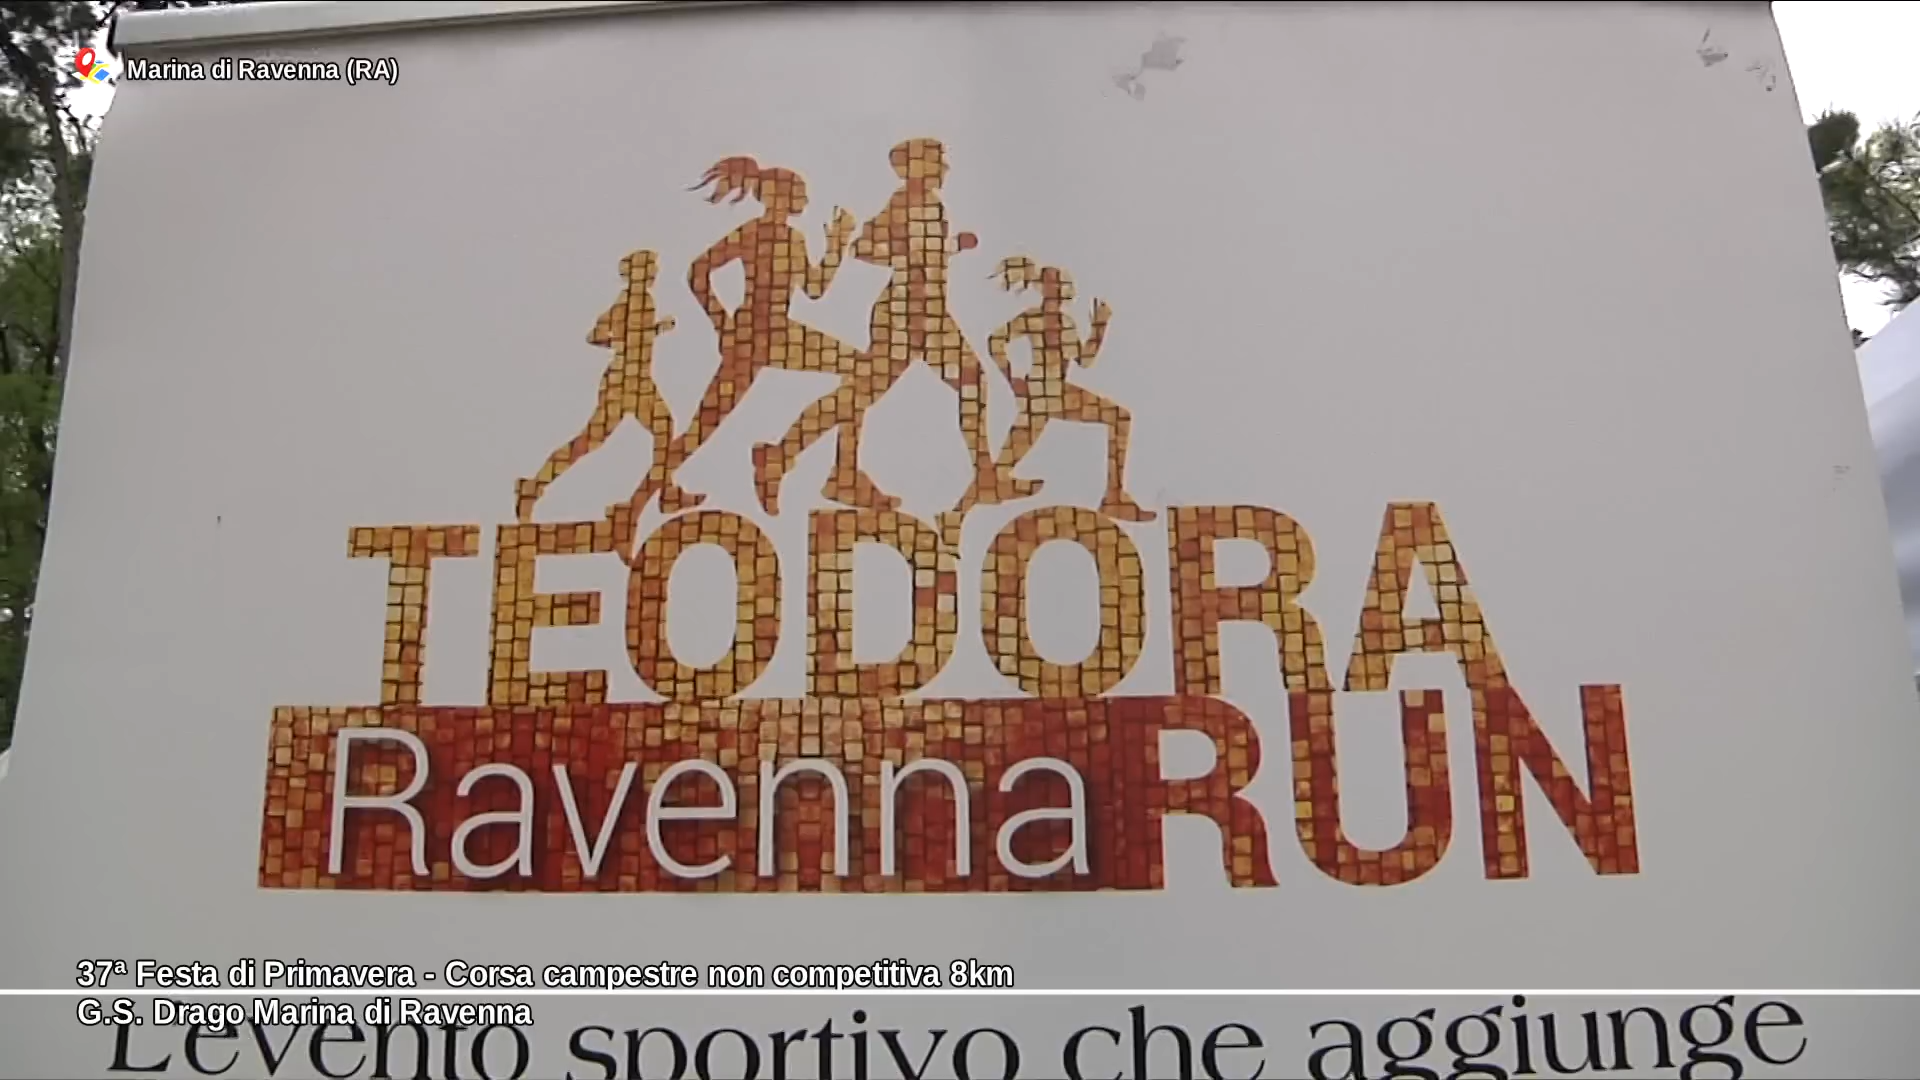 Marina di Ravenna (RA)
TEODORA
Ravenna RUN
37ª Festa di Primavera - Corsa campestre non competitiva 8km
G.S. Drago Marina di Ravenna
L'evento sportivo che aggiunge